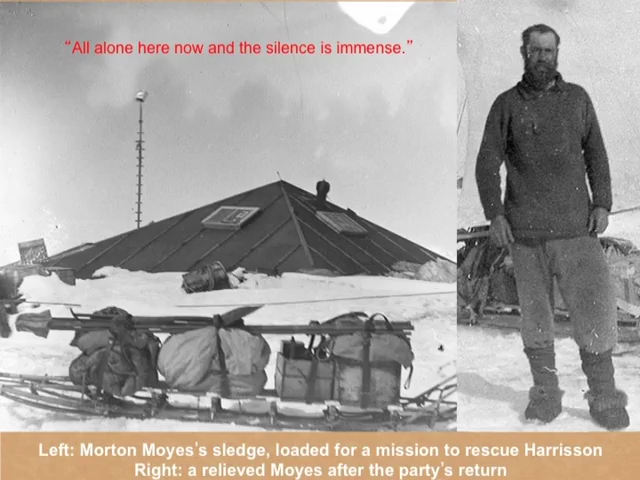 “All alone here now and the silence is immense.”
Left: Morton Moyes's sledge, loaded for a mission to rescue Harrisson
Right: a relieved Moyes after the party's return